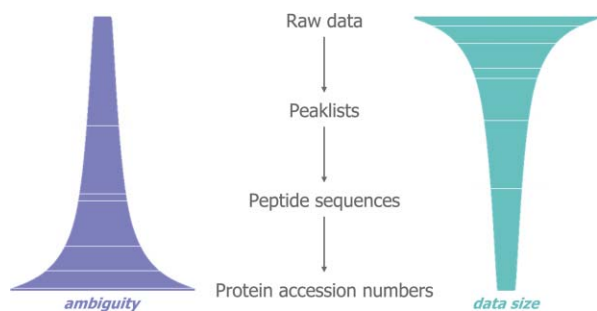 Raw data
Peaklists
Peptide sequences
Protein accession numbers
ambiguity
data size